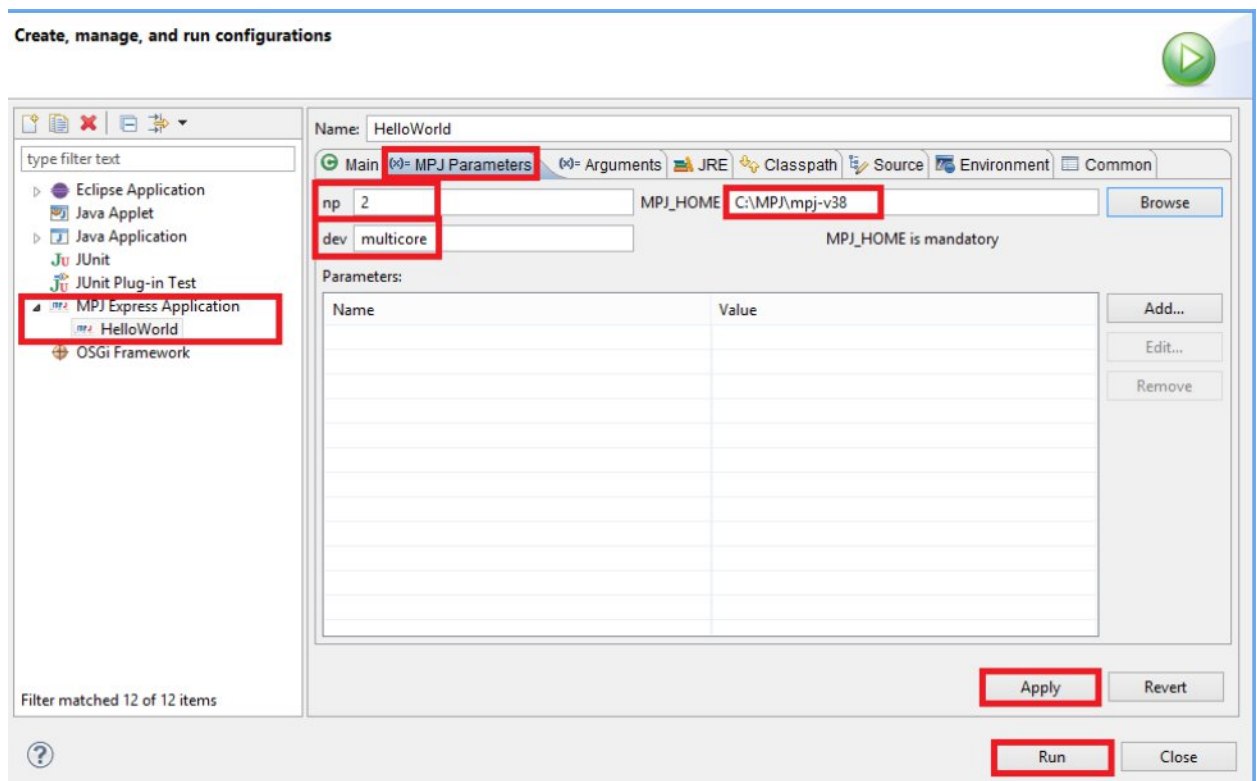 Create, manage, and run configurations
type filter text
Eclipse Application
Java Applet
Java Application
JUnit
JUnit Plug-in Test
MPJ Express Application
HelloWorld
OSGi Framework
Filter matched 12 of 12 items
Name: HelloWorld
Main (x)= MPJ Parameters (x)= Arguments JRE Classpath Source Environment Common
np 2 MPJ_HOME C:\MPJ\mpj-v38 Browse
dev multicore MPJ_HOME is mandatory
Parameters:
Name Value Add...
Edit...
Remove
Apply Revert
Run Close